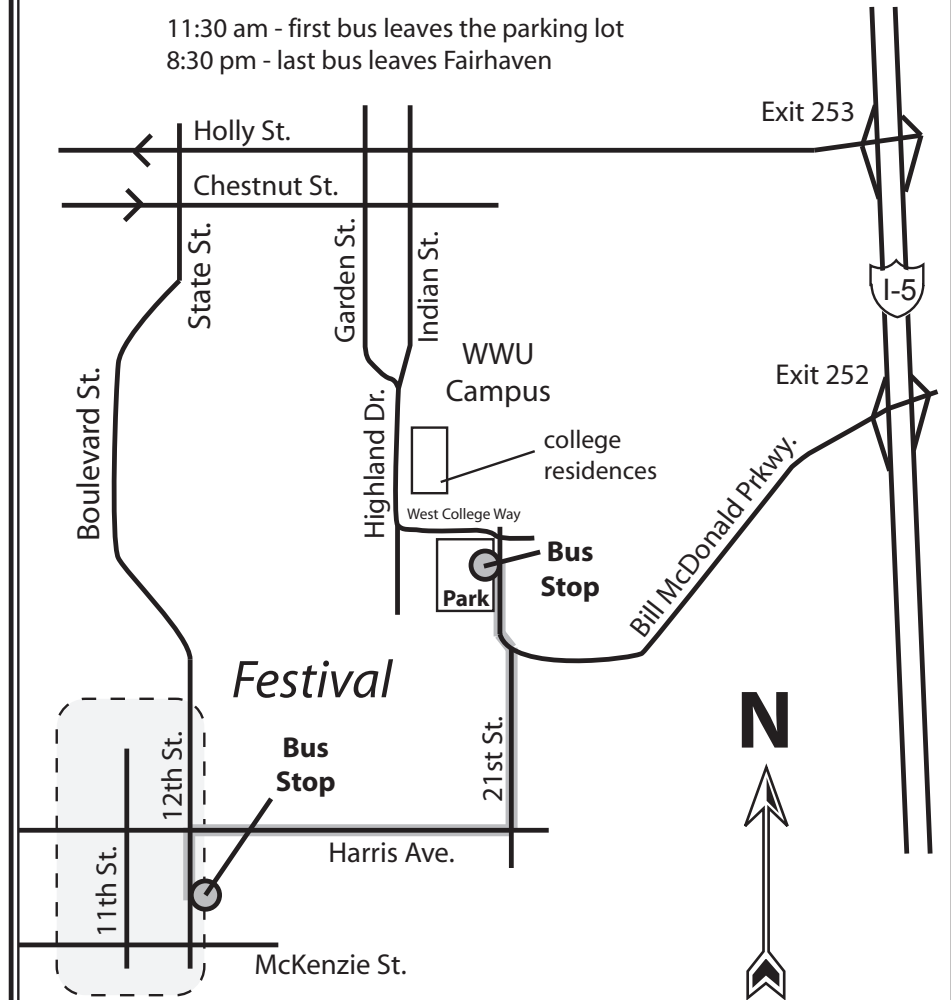 11:30 am - first bus leaves the parking lot
8:30 pm - last bus leaves Fairhaven
Exit 253
Holly St.
Chestnut St.
State St.
Garden St.
Indian St.
I-5
WWU
Campus
Exit 252
Boulevard St.
Highland Dr.
college
residences
West College Way
Bill McDonald Prkwy.
Bus
Stop
Park
Festival
N
12th St.
Bus
Stop
21st St.
Harris Ave.
11th St.
McKenzie St.